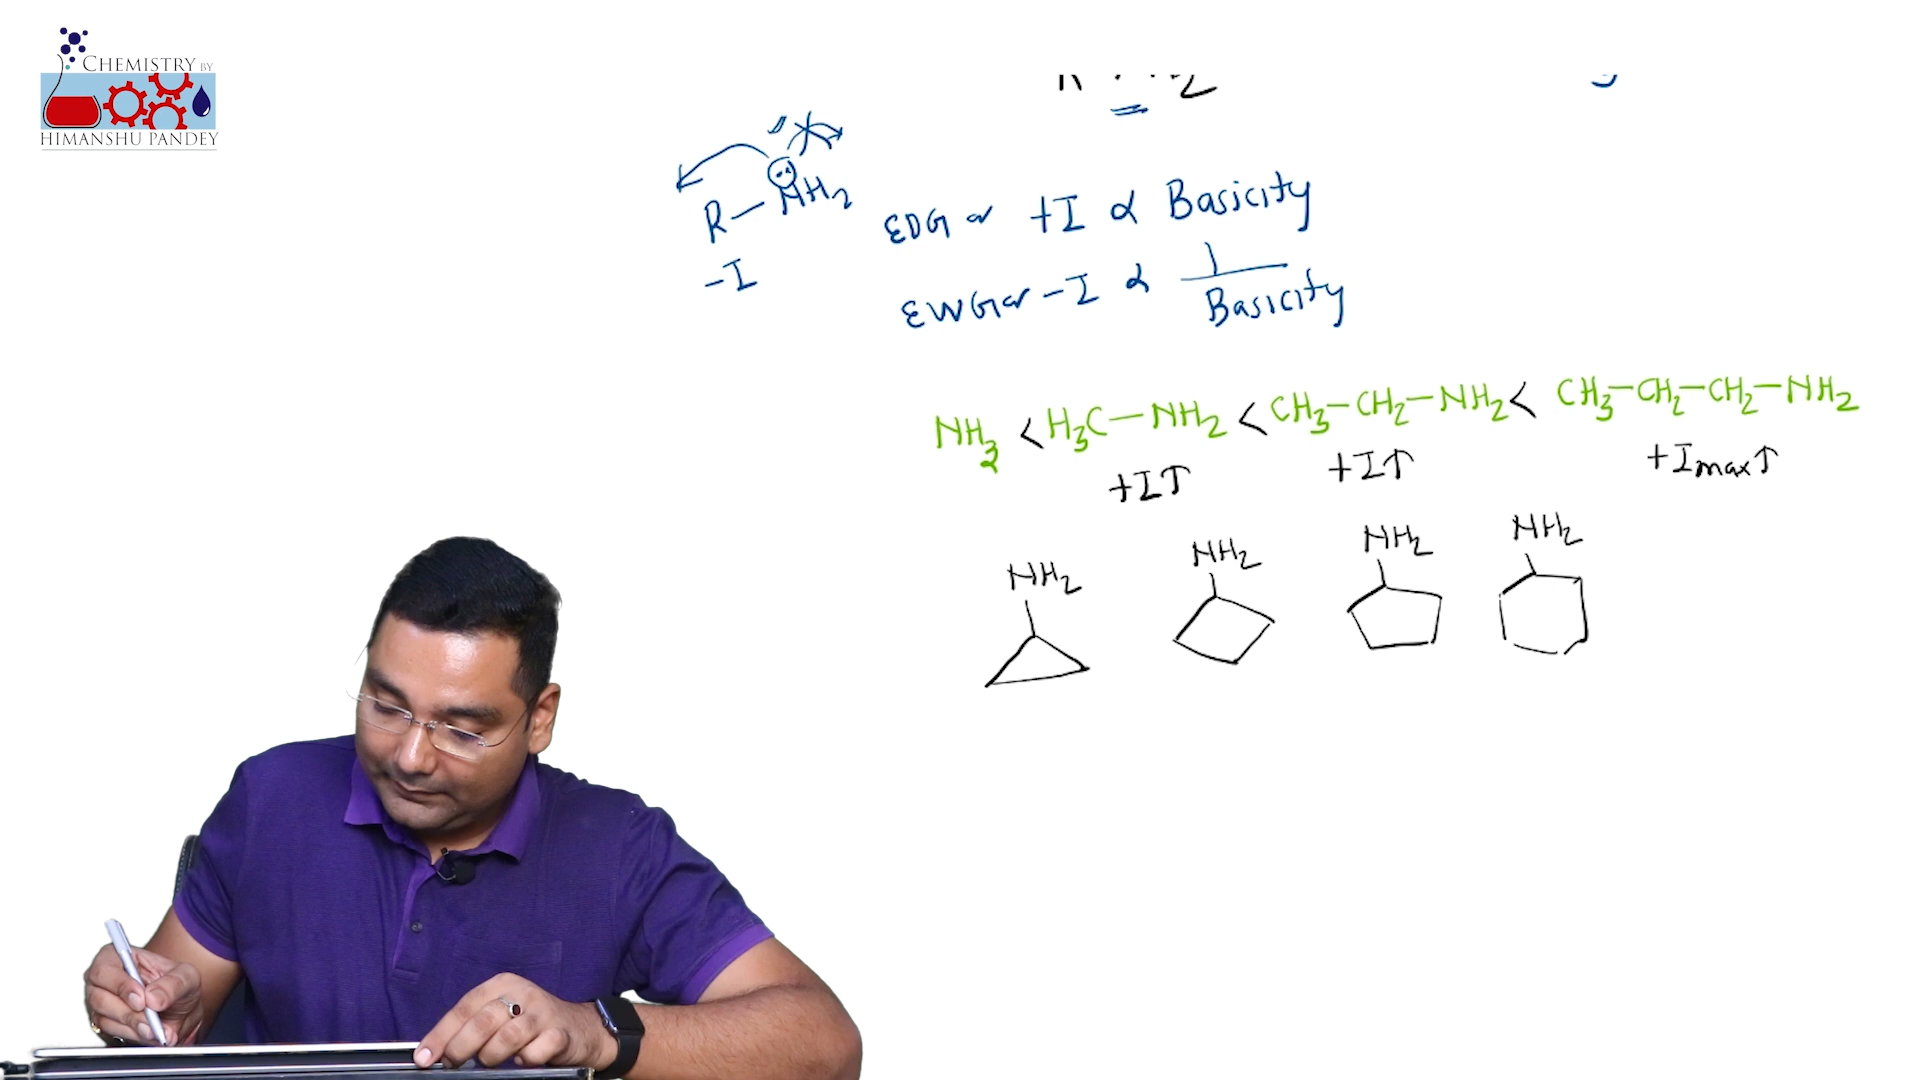 CHEMISTRY BY
HIMANSHU PANDEY
R–NH2
-I
EDG or +I α Basicity
EWG or -I α 1/Basicity
NH3 < H3C–NH2 < CH3–CH2–NH2 < CH3–CH2–CH2–NH2
+I↑ +I↑ +Imax↑
NH2 NH2 NH2 NH2